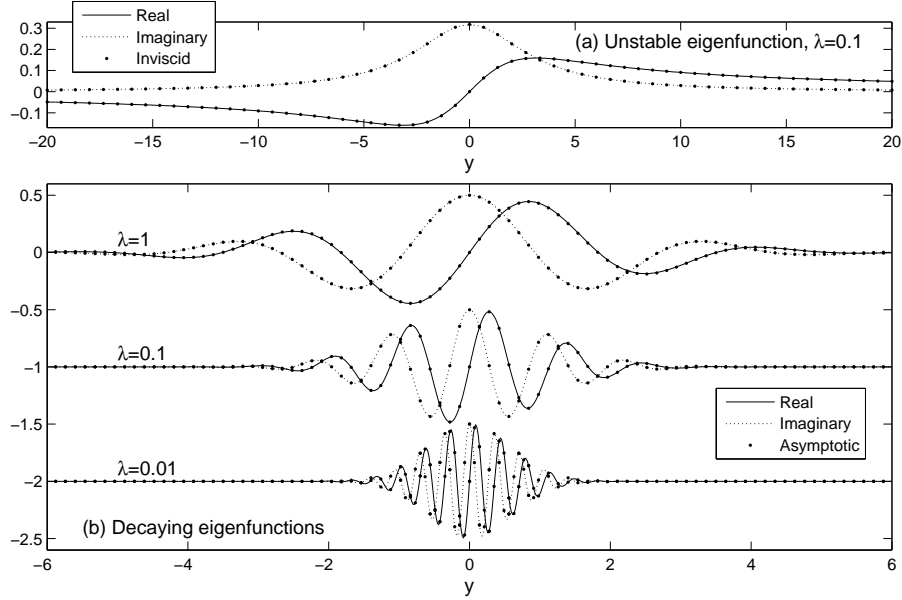 Real
Imaginary
Inviscid
(a) Unstable eigenfunction, λ=0.1
0.3
0.2
0.1
0
−0.1
−20 −15 −10 −5 0 5 10 15 20
y
0.5
λ=1
0
−0.5
λ=0.1
−1
−1.5
Real
Imaginary
Asymptotic
λ=0.01
−2
(b) Decaying eigenfunctions
−2.5
−6 −4 −2 0 2 4 6
y